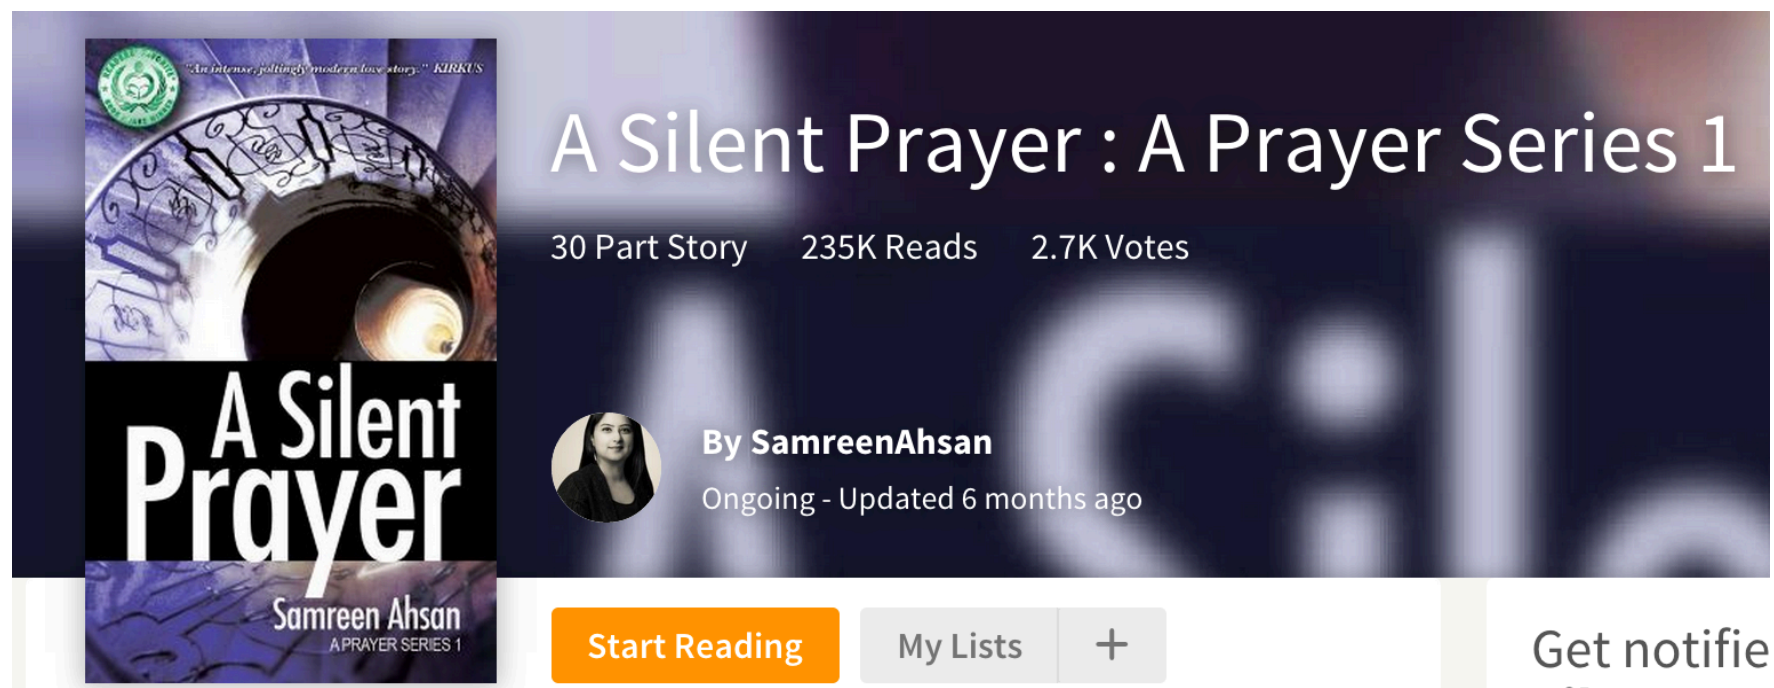 "An intense, joltingly modern love story." KIRKUS
A Silent
Prayer
Samreen Ahsan
A PRAYER SERIES 1
A Silent Prayer : A Prayer Series 1
30 Part Story 235K Reads 2.7K Votes
By SamreenAhsan
Ongoing - Updated 6 months ago
Start Reading My Lists +
Get notifie